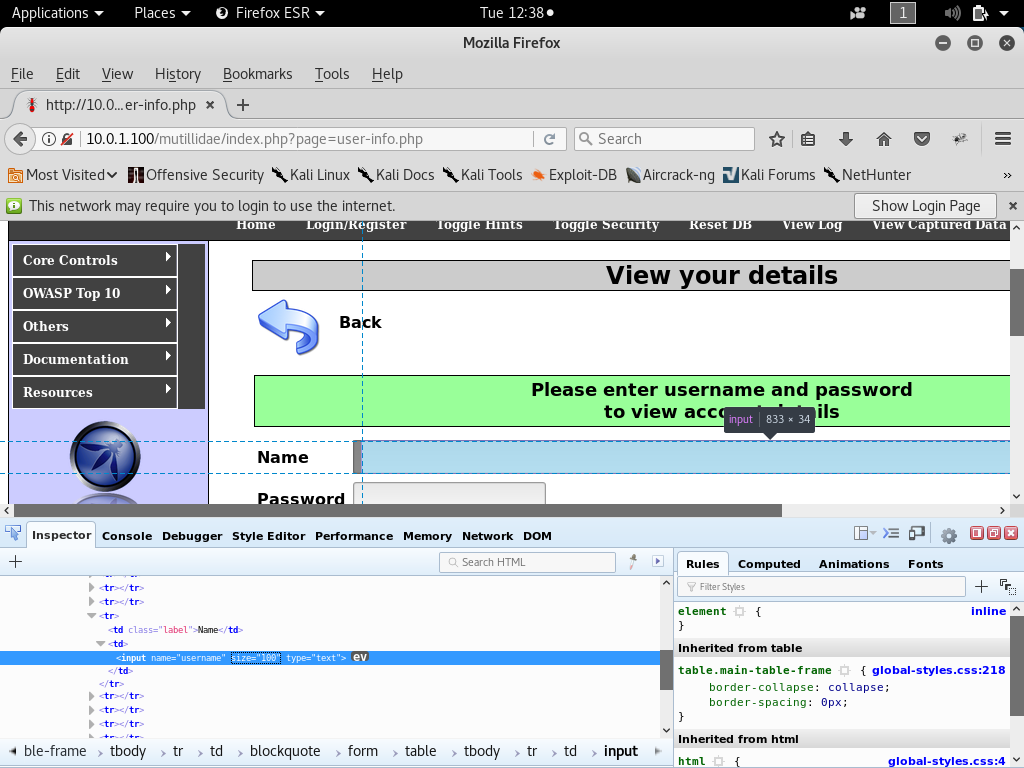 Applications Places Firefox ESR Tue 12:38 1
Mozilla Firefox
File Edit View History Bookmarks Tools Help
http://10.0...er-info.php
10.0.1.100/mutillidae/index.php?page=user-info.php Search
Most Visited Offensive Security Kali Linux Kali Docs Kali Tools Exploit-DB Aircrack-ng Kali Forums NetHunter »
This network may require you to login to use the internet. Show Login Page
Home Login/Register Toggle Hints Toggle Security Reset DB View Log View Captured Data
Core Controls
OWASP Top 10
Others
Documentation
Resources
View your details
Back
Please enter username and password
to view account details
input 833 × 34
Name
Password
Inspector Console Debugger Style Editor Performance Memory Network DOM
Search HTML
<tr></tr>
<tr></tr>
<tr>
<td class="label">Name</td>
<td>
<input name="username" size="100" type="text"> ev
</td>
</tr>
<tr></tr>
<tr></tr>
<tr></tr>
ble-frame tbody tr td blockquote form table tbody tr td input
Rules Computed Animations Fonts
Filter Styles
element { inline
}
Inherited from table
table.main-table-frame { global-styles.css:218
border-collapse: collapse;
border-spacing: 0px;
}
Inherited from html
html { global-styles.css:4